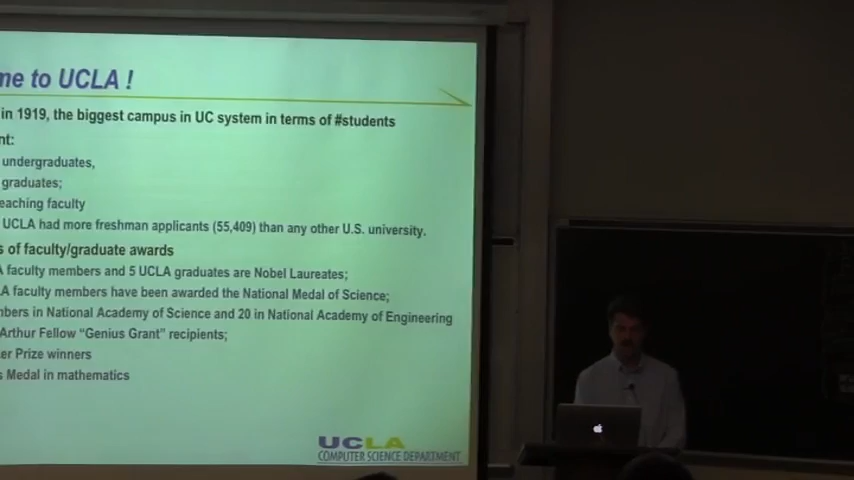 me to UCLA !
in 1919, the biggest campus in UC system in terms of #students
nt:
undergraduates,
graduates;
eaching faculty
UCLA had more freshman applicants (55,409) than any other U.S. university.
s of faculty/graduate awards
A faculty members and 5 UCLA graduates are Nobel Laureates;
LA faculty members have been awarded the National Medal of Science;
mbers in National Academy of Science and 20 in National Academy of Engineering
Arthur Fellow “Genius Grant” recipients;
er Prize winners
s Medal in mathematics
UCLA
COMPUTER SCIENCE DEPARTMENT